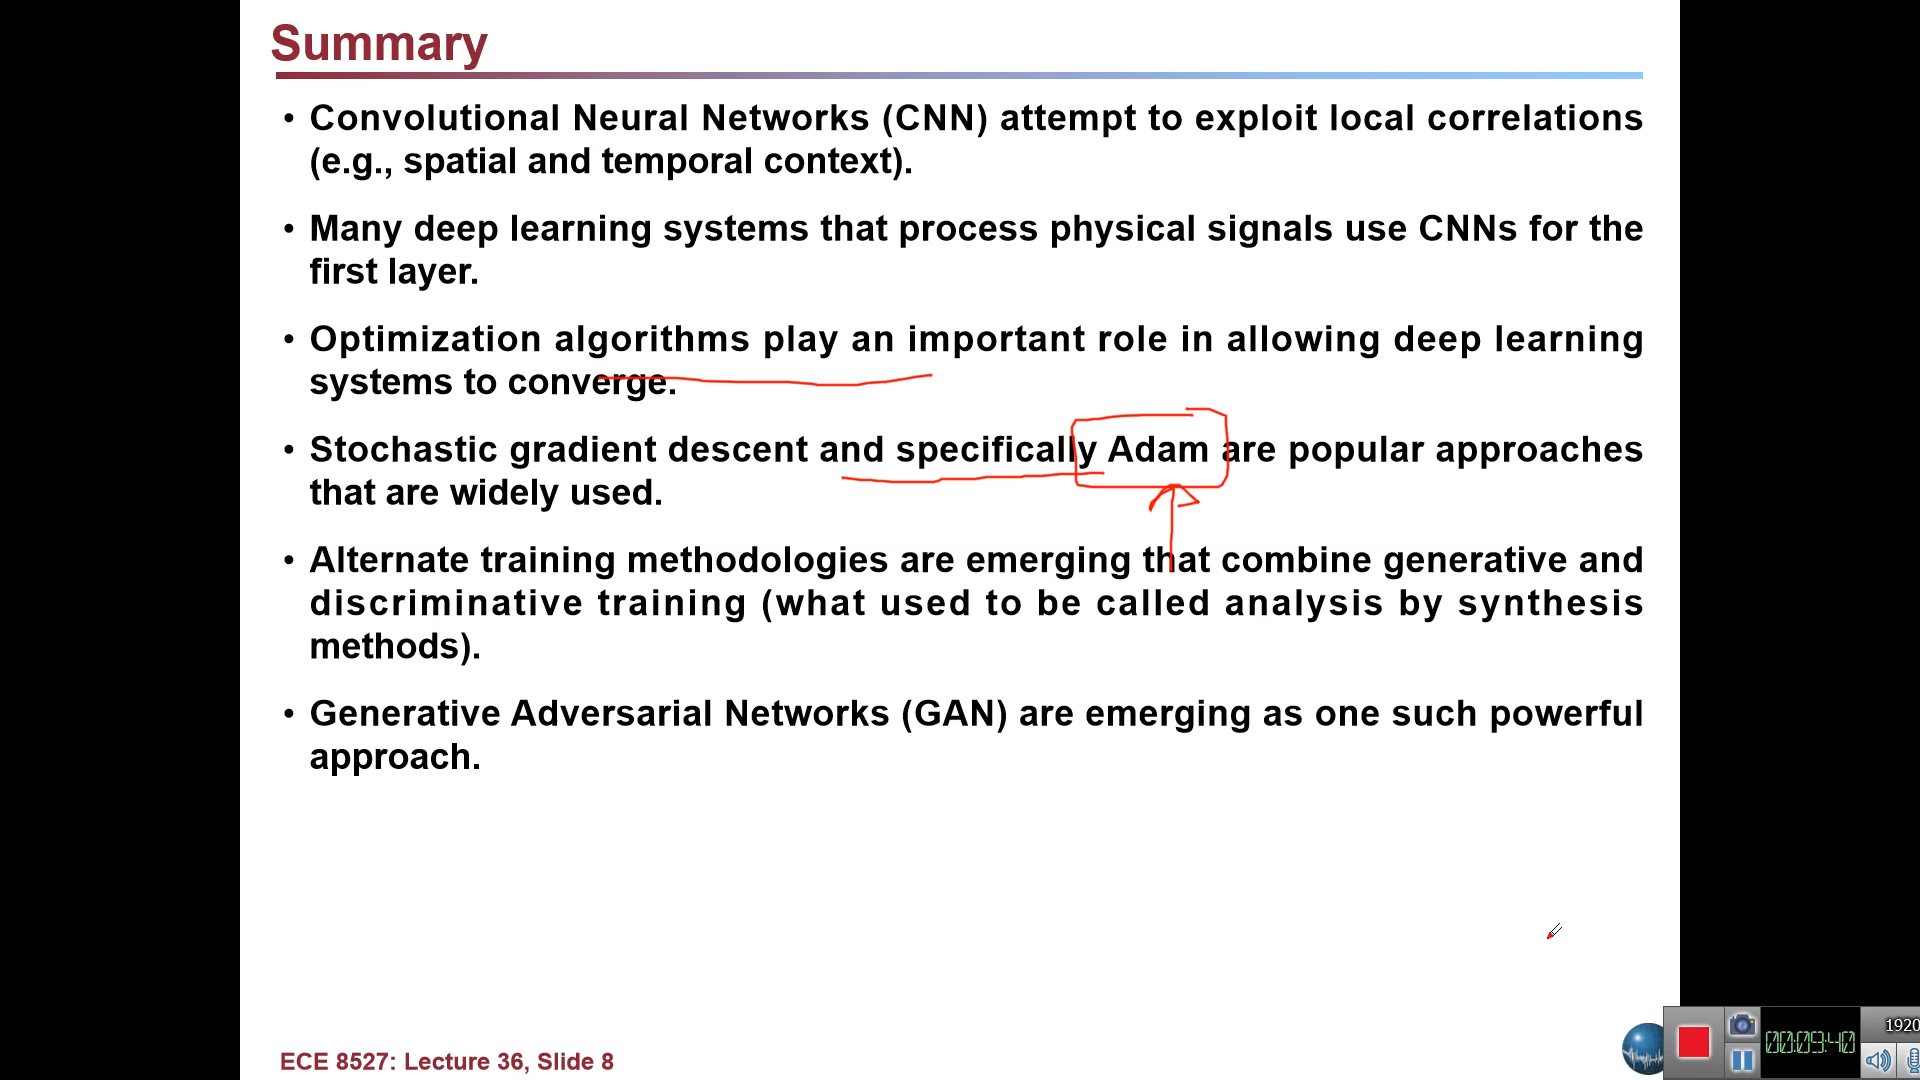 Summary
• Convolutional Neural Networks (CNN) attempt to exploit local correlations
(e.g., spatial and temporal context).
• Many deep learning systems that process physical signals use CNNs for the
first layer.
• Optimization algorithms play an important role in allowing deep learning
systems to converge.
• Stochastic gradient descent and specifically Adam are popular approaches
that are widely used.
• Alternate training methodologies are emerging that combine generative and
discriminative training (what used to be called analysis by synthesis
methods).
• Generative Adversarial Networks (GAN) are emerging as one such powerful
approach.
ECE 8527: Lecture 36, Slide 8
1920
00:09:40